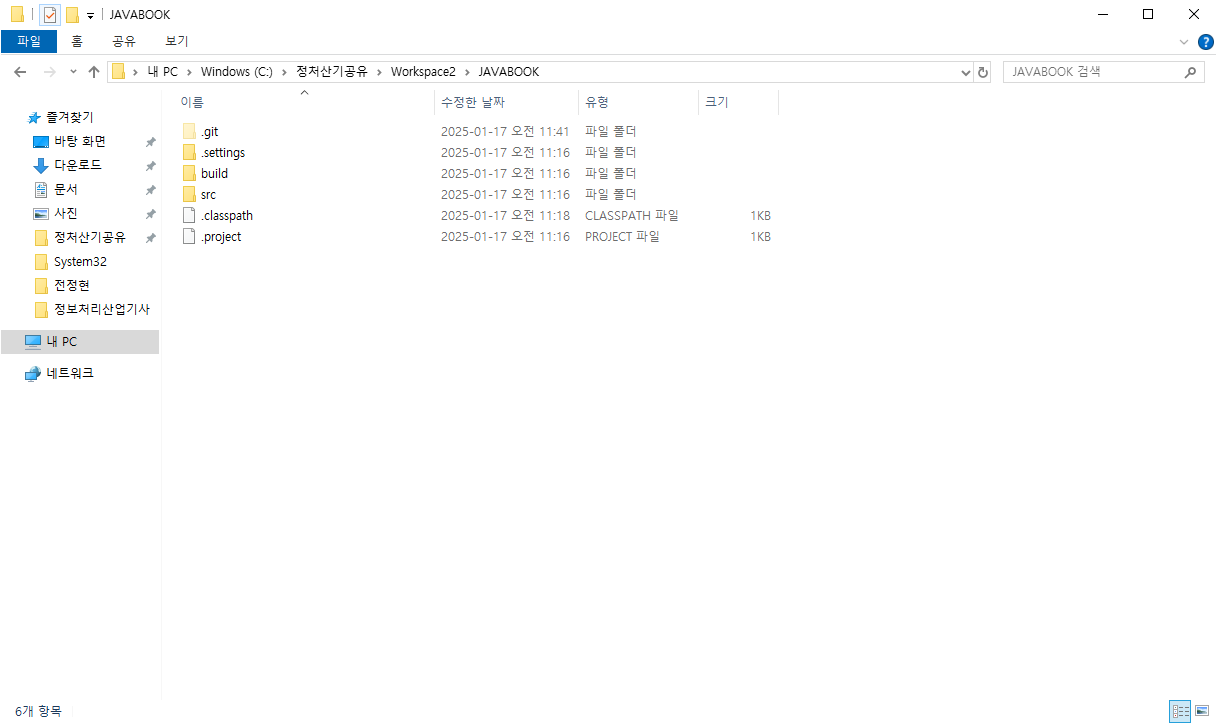 JAVABOOK
파일 홈 공유 보기
내 PC Windows (C:) 정처산기공유 Workspace2 JAVABOOK JAVABOOK 검색
이름 수정한 날짜 유형 크기
즐겨찾기
바탕 화면
다운로드
문서
사진
정처산기공유
System32
전정현
정보처리산업기사
내 PC
네트워크
.git 2025-01-17 오전 11:41 파일 폴더
.settings 2025-01-17 오전 11:16 파일 폴더
build 2025-01-17 오전 11:16 파일 폴더
src 2025-01-17 오전 11:16 파일 폴더
.classpath 2025-01-17 오전 11:18 CLASSPATH 파일 1KB
.project 2025-01-17 오전 11:16 PROJECT 파일 1KB
6개 항목